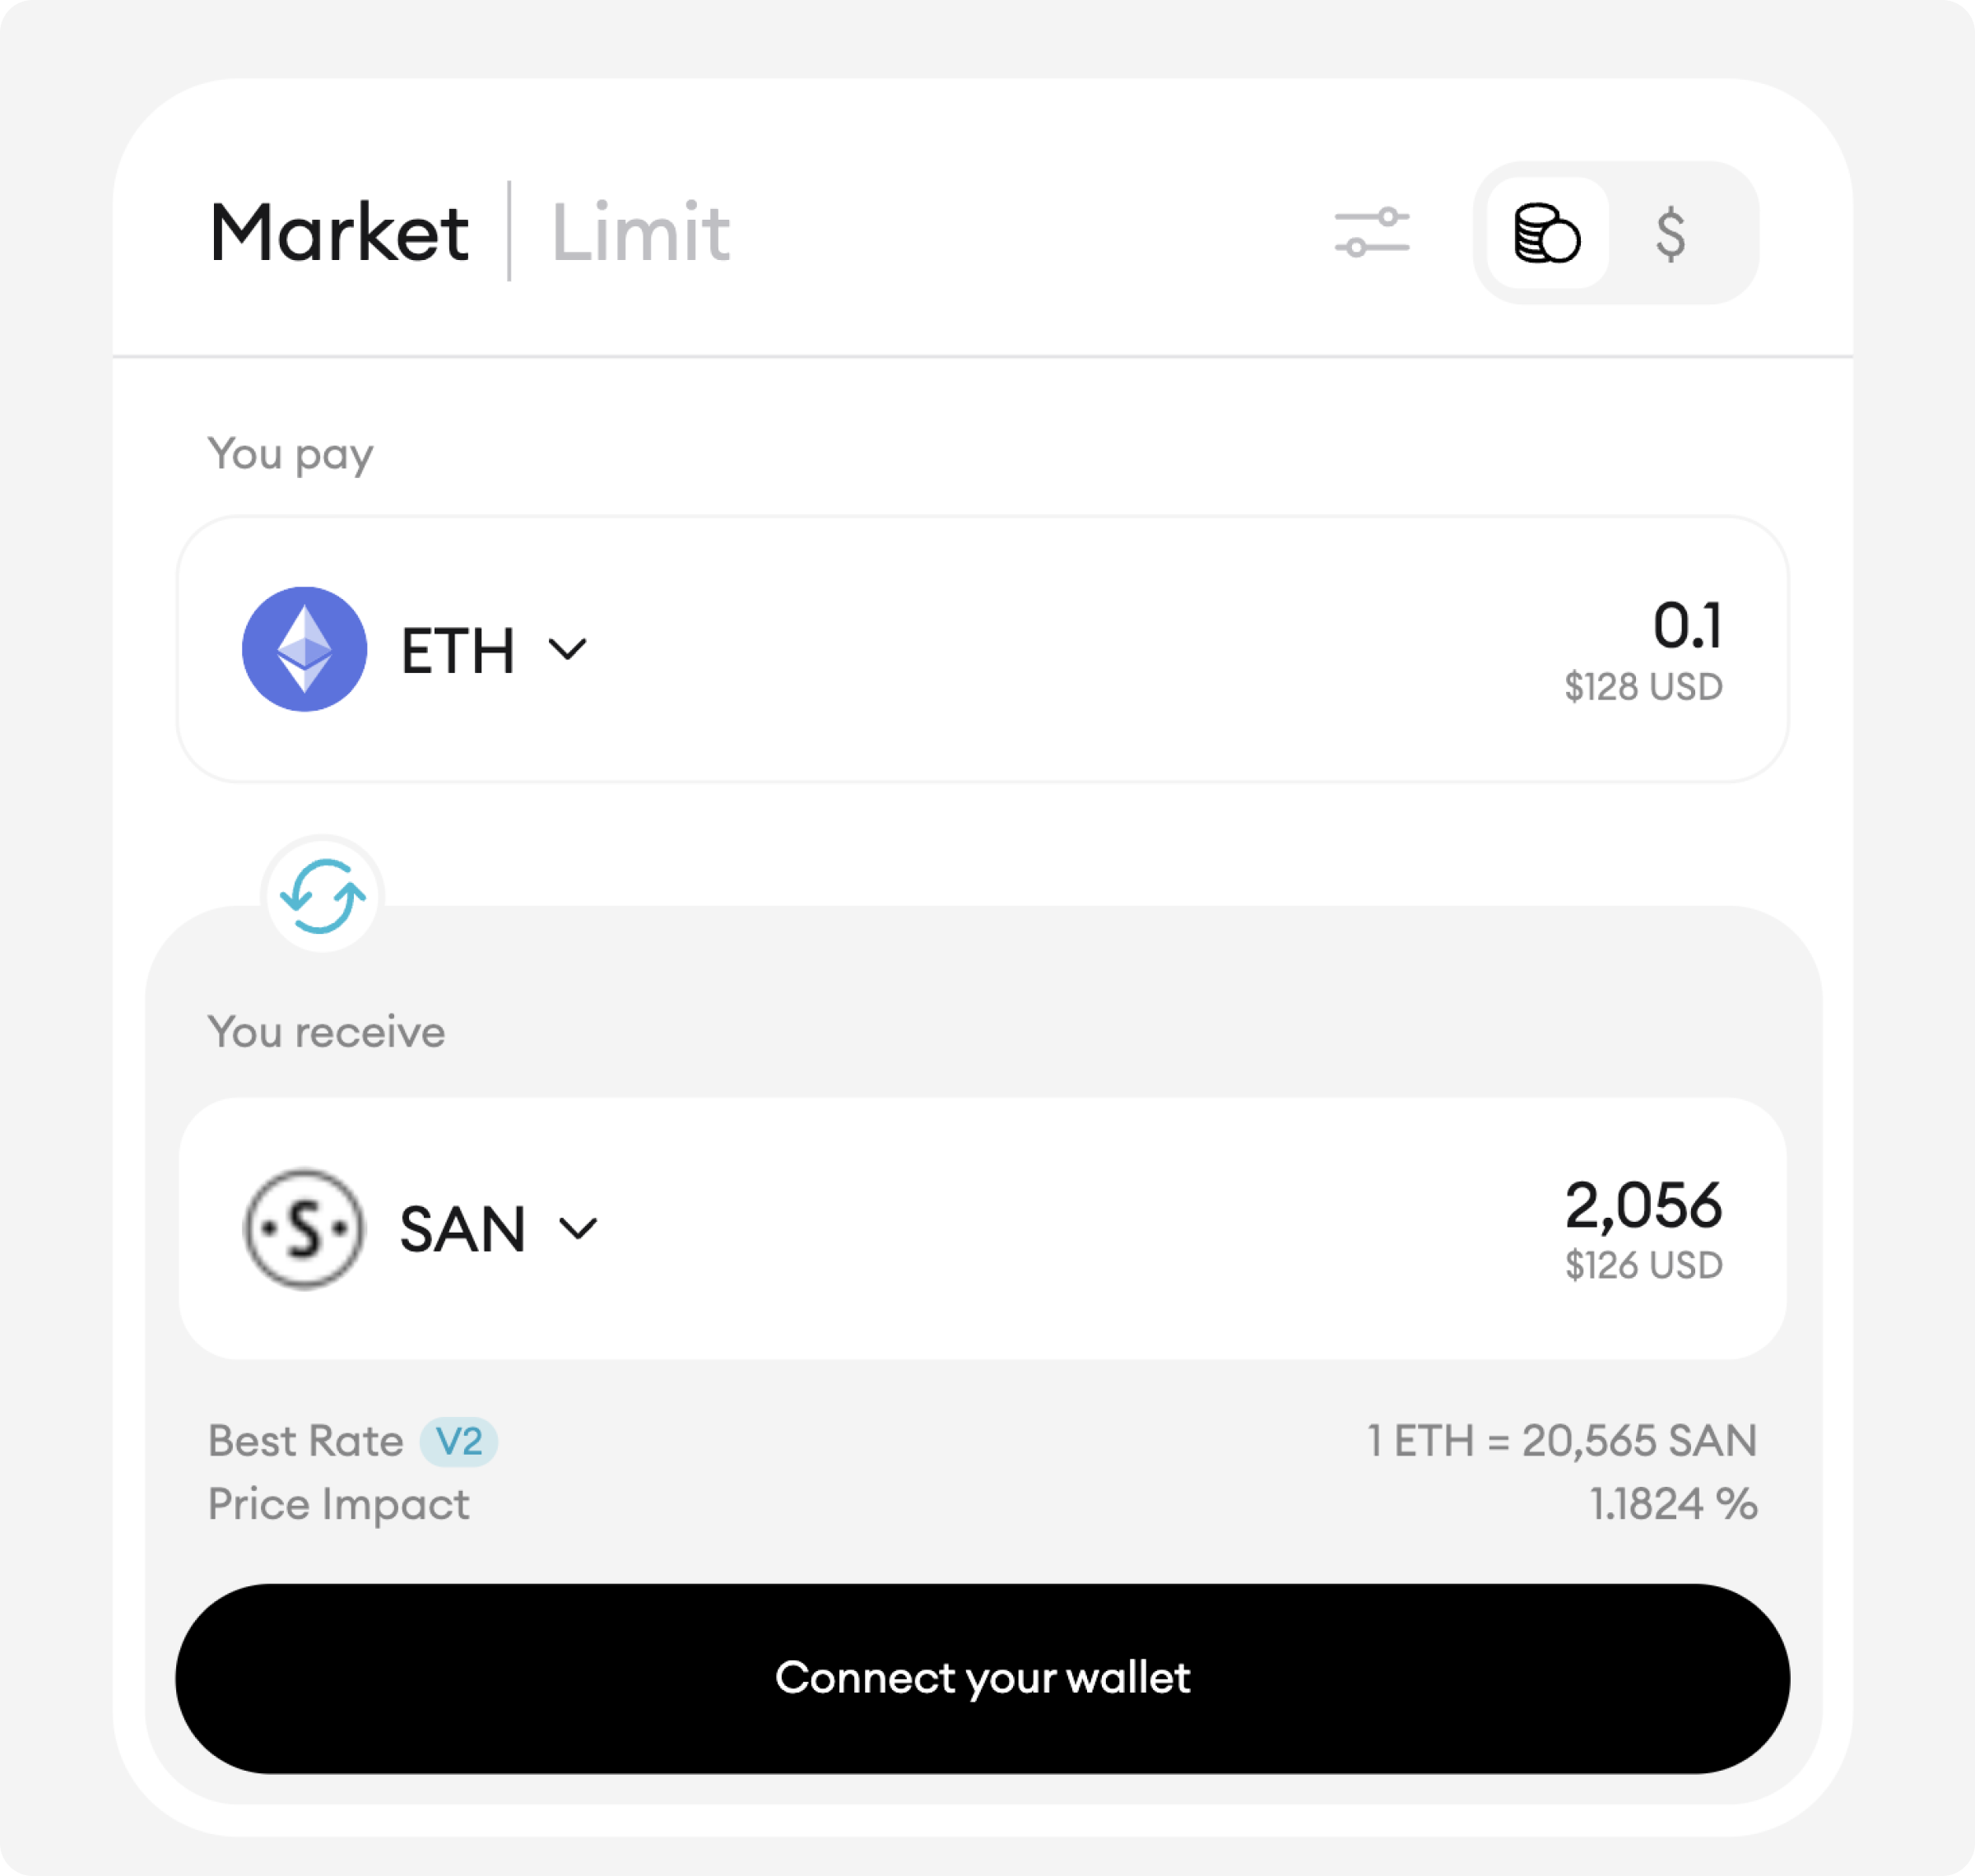 Market | Limit $
You pay
ETH 0.1
$128 USD
You receive
S
SAN 2,056
$126 USD
Best Rate V2 1 ETH = 20,565 SAN
Price Impact 1.1824 %
Connect your wallet